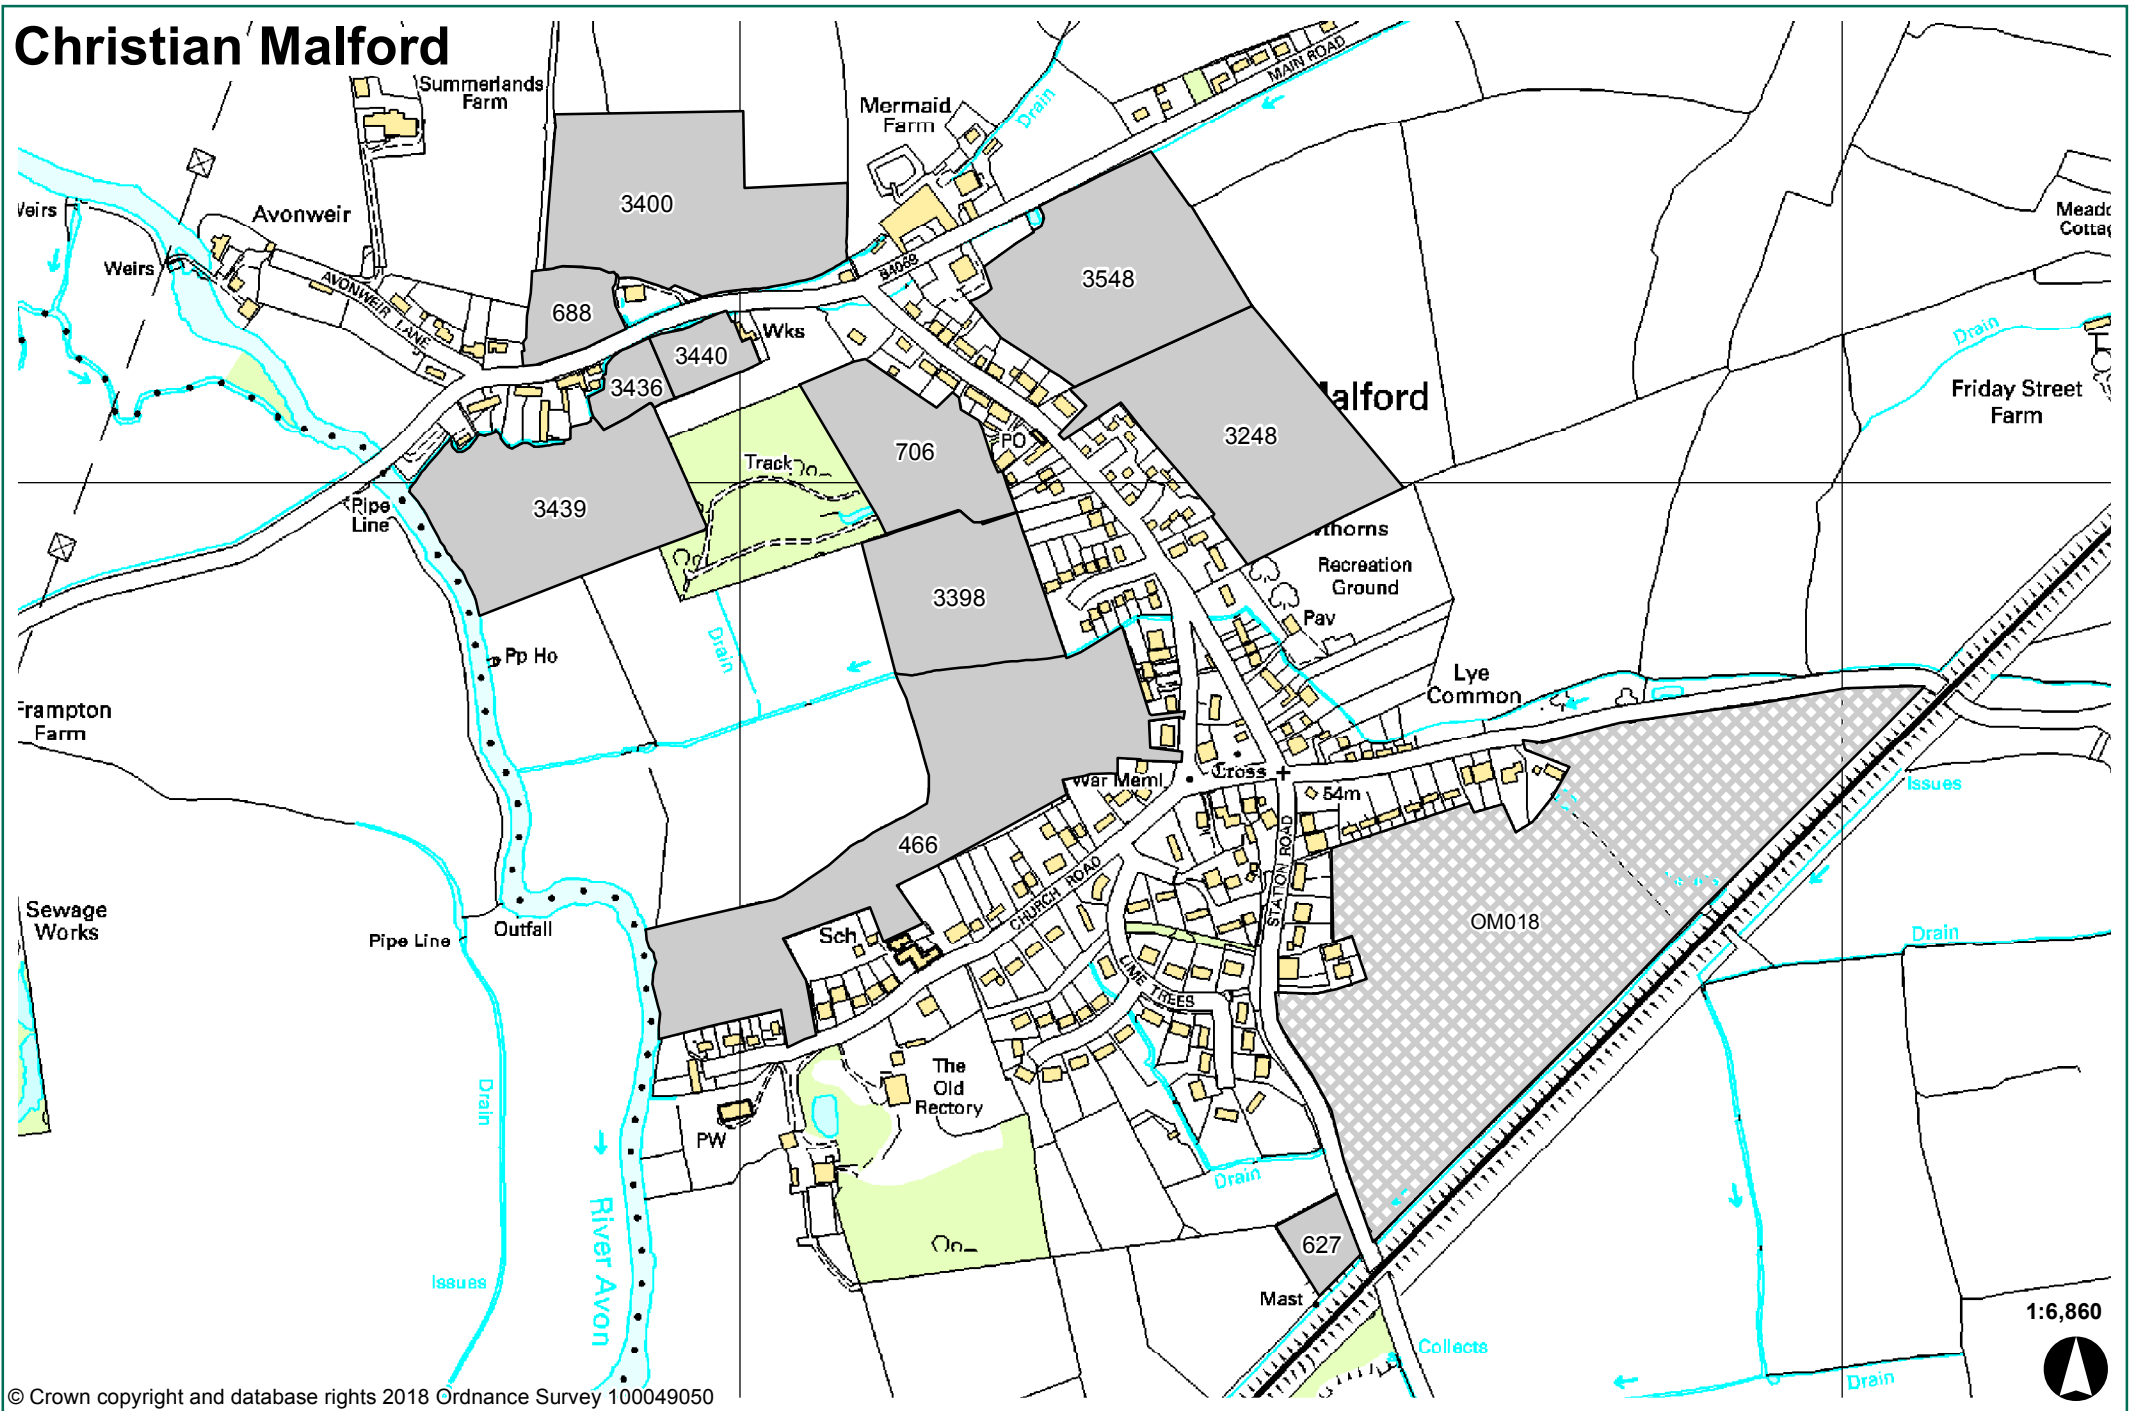 Christian Malford
Summerlands
Farm
Mermaid
Farm
Drain
MAIN ROAD
3400
Avonweir
Weirs
AVONWEIR LANE
B4069
3548
688
3440
Wks
3436
Drain
Friday Street
Farm
alford
3248
706
PO
Track
3439
Pipe
Line
thorns
Recreation
Ground
Pav
3398
Drain
Pp Ho
Lye
Common
Frampton
Farm
War Meml
Cross
54m
Issues
466
CHURCH ROAD
STATION ROAD
OM018
Sewage
Works
Sch
Outfall
Pipe Line
Drain
LIME TREES
The
Old
Rectory
Drain
PW
Drain
River Avon
627
Mast
Issues
Collects
Drain
1:6,860
© Crown copyright and database rights 2018 Ordnance Survey 100049050